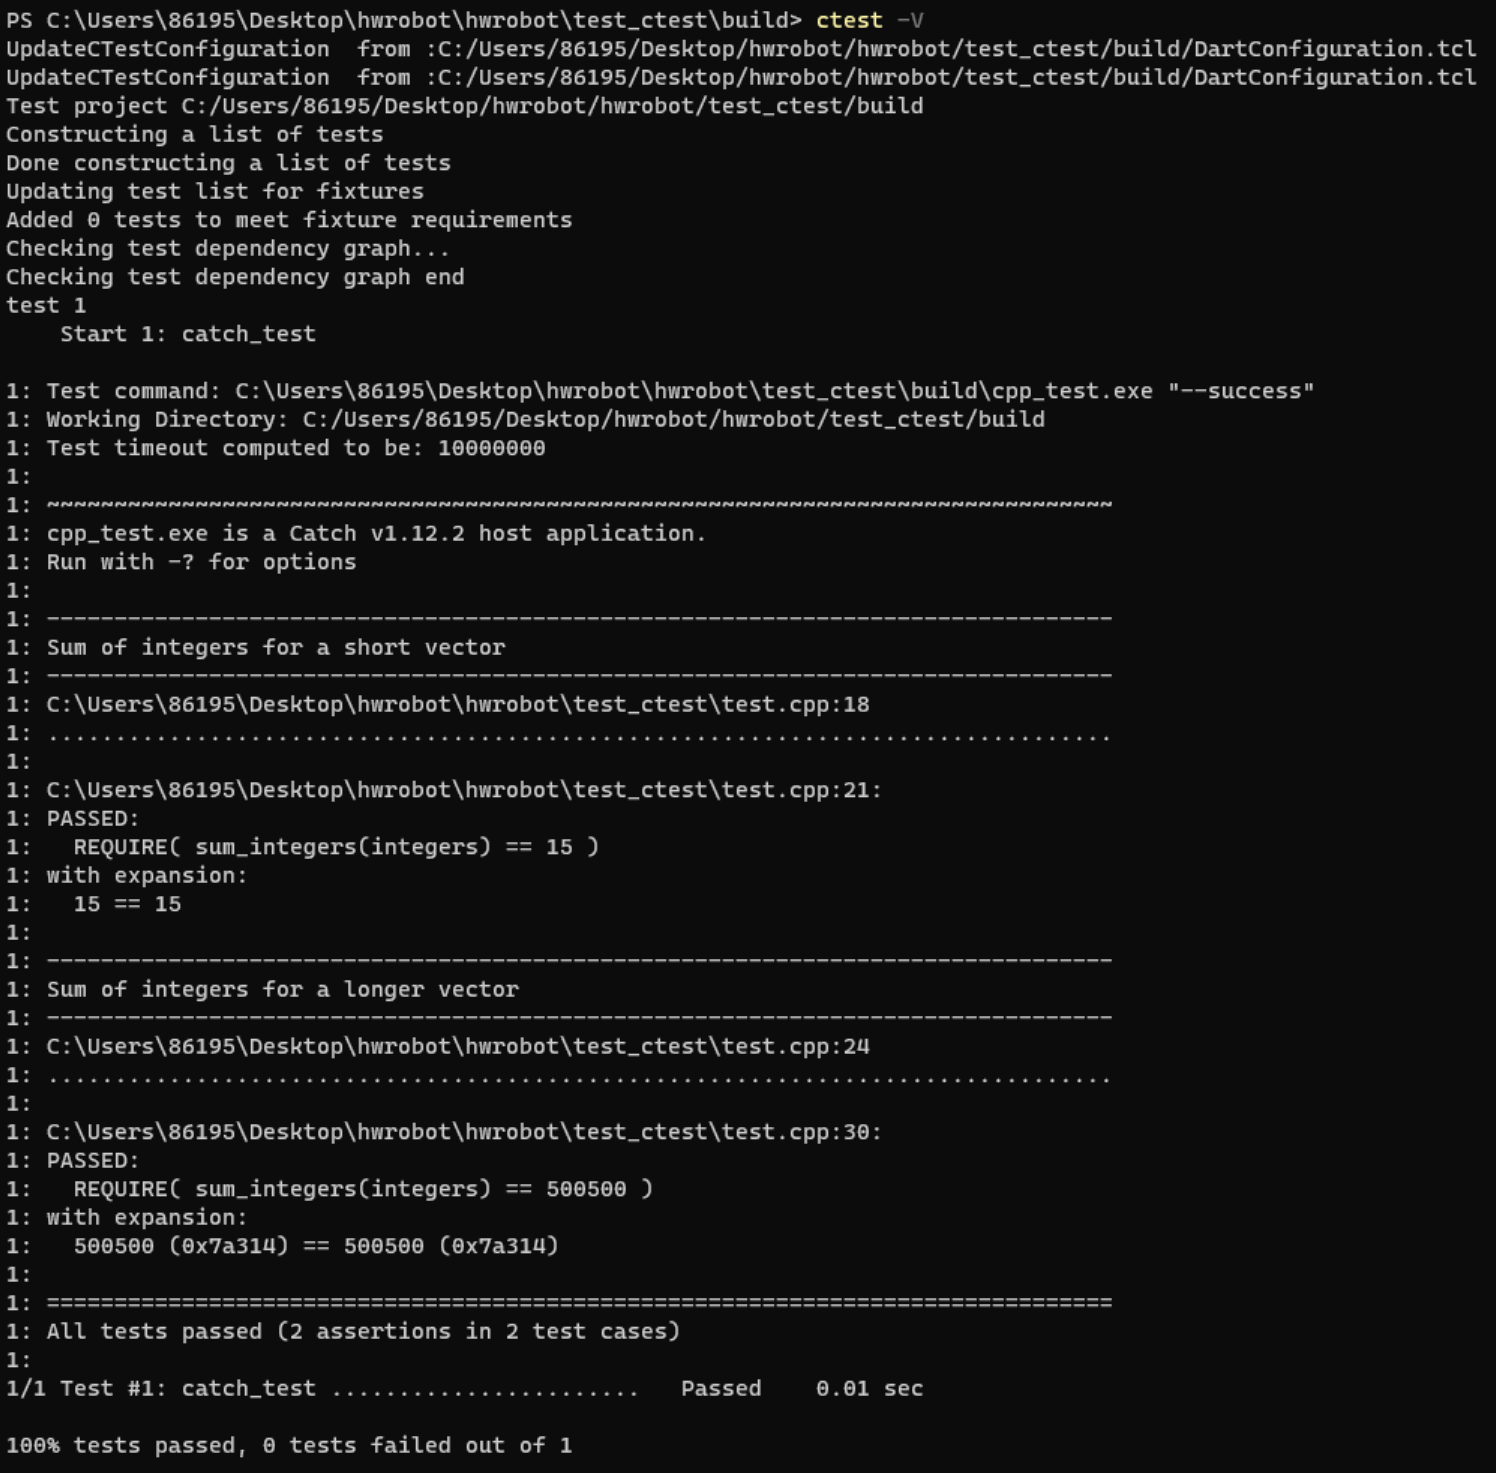 PS C:\Users\86195\Desktop\hwrobot\hwrobot\test_ctest\build> ctest -V
UpdateCTestConfiguration  from :C:/Users/86195/Desktop/hwrobot/hwrobot/test_ctest/build/DartConfiguration.tcl
UpdateCTestConfiguration  from :C:/Users/86195/Desktop/hwrobot/hwrobot/test_ctest/build/DartConfiguration.tcl
Test project C:/Users/86195/Desktop/hwrobot/hwrobot/test_ctest/build
Constructing a list of tests
Done constructing a list of tests
Updating test list for fixtures
Added 0 tests to meet fixture requirements
Checking test dependency graph...
Checking test dependency graph end
test 1
    Start 1: catch_test

1: Test command: C:\Users\86195\Desktop\hwrobot\hwrobot\test_ctest\build\cpp_test.exe "--success"
1: Working Directory: C:/Users/86195/Desktop/hwrobot/hwrobot/test_ctest/build
1: Test timeout computed to be: 10000000
1:
1: ~~~~~~~~~~~~~~~~~~~~~~~~~~~~~~~~~~~~~~~~~~~~~~~~~~~~~~~~~~~~~~~~~~~~~~~~~~~~~~~
1: cpp_test.exe is a Catch v1.12.2 host application.
1: Run with -? for options
1:
1: -------------------------------------------------------------------------------
1: Sum of integers for a short vector
1: -------------------------------------------------------------------------------
1: C:\Users\86195\Desktop\hwrobot\hwrobot\test_ctest\test.cpp:18
1: ...............................................................................
1:
1: C:\Users\86195\Desktop\hwrobot\hwrobot\test_ctest\test.cpp:21:
1: PASSED:
1:   REQUIRE( sum_integers(integers) == 15 )
1: with expansion:
1:   15 == 15
1:
1: -------------------------------------------------------------------------------
1: Sum of integers for a longer vector
1: -------------------------------------------------------------------------------
1: C:\Users\86195\Desktop\hwrobot\hwrobot\test_ctest\test.cpp:24
1: ...............................................................................
1:
1: C:\Users\86195\Desktop\hwrobot\hwrobot\test_ctest\test.cpp:30:
1: PASSED:
1:   REQUIRE( sum_integers(integers) == 500500 )
1: with expansion:
1:   500500 (0x7a314) == 500500 (0x7a314)
1:
1: ===============================================================================
1: All tests passed (2 assertions in 2 test cases)
1:
1/1 Test #1: catch_test .......................   Passed    0.01 sec

100% tests passed, 0 tests failed out of 1